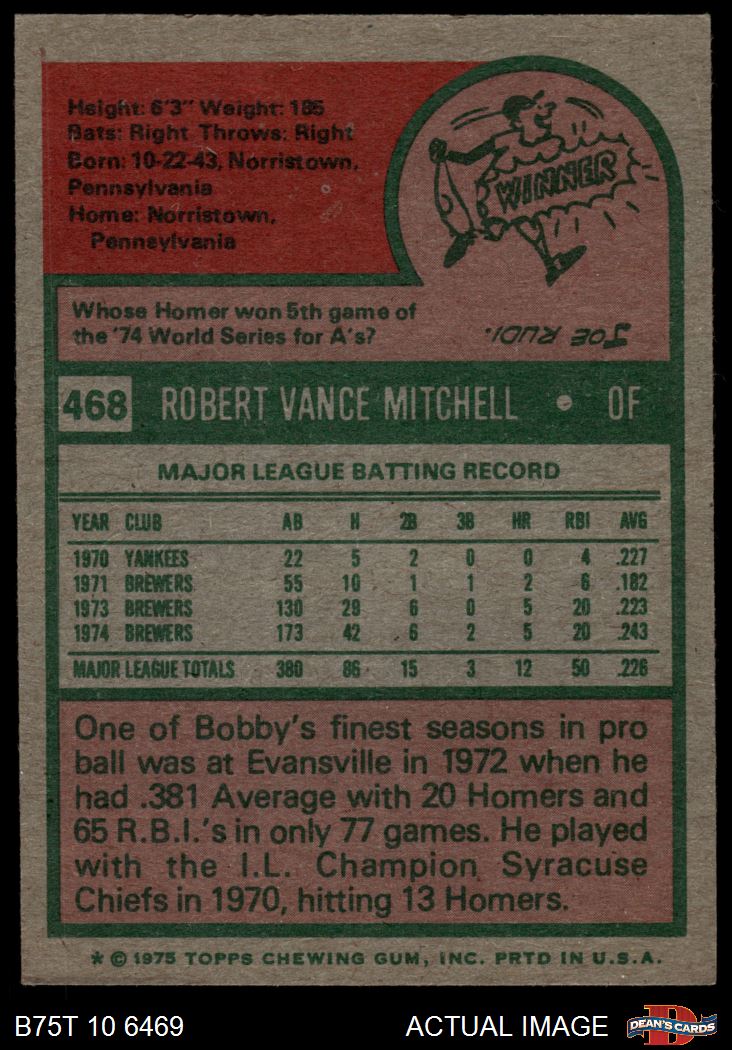 Height: 6'3" Weight: 185
Bats: Right Throws: Right
Born: 10-22-43, Norristown,
Pennsylvania
Home: Norristown,
Pennsylvania
WINNER
Whose Homer won 5th game of
the '74 World Series for A's?
JOE RUDI.
468 ROBERT VANCE MITCHELL • OF
MAJOR LEAGUE BATTING RECORD
YEAR CLUB AB H 2B 3B HR RBI AVG
1970 YANKEES 22 5 2 0 0 4 .227
1971 BREWERS 55 10 1 1 2 6 .182
1973 BREWERS 130 29 6 0 5 20 .223
1974 BREWERS 173 42 6 2 5 20 .243
MAJOR LEAGUE TOTALS 380 86 15 3 12 50 .226
One of Bobby's finest seasons in pro
ball was at Evansville in 1972 when he
had .381 Average with 20 Homers and
65 R.B.I.'s in only 77 games. He played
with the I.L. Champion Syracuse
Chiefs in 1970, hitting 13 Homers.
* © 1975 TOPPS CHEWING GUM, INC. PRTD IN U.S.A.
B75T 10 6469 ACTUAL IMAGE DEAN'S CARDS